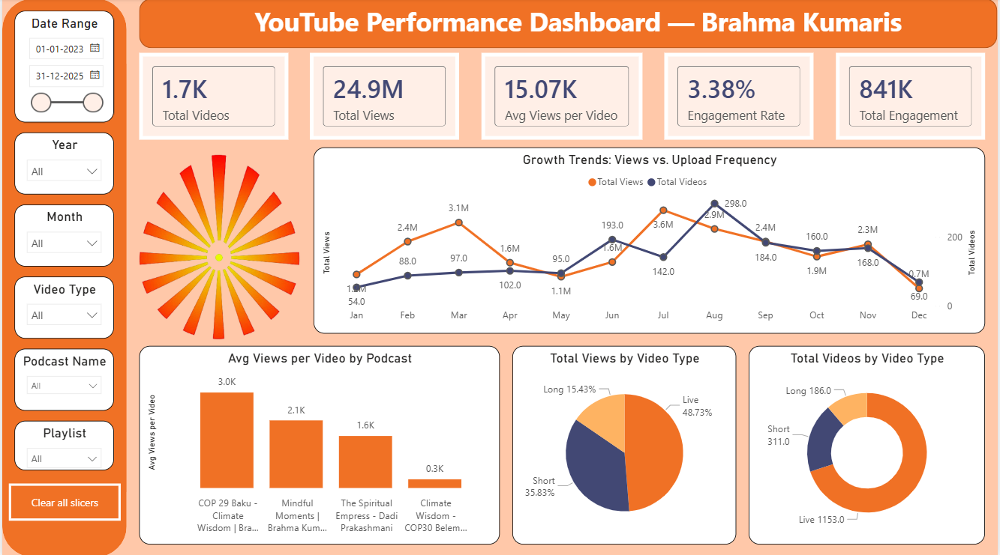 YouTube Performance Dashboard — Brahma Kumaris
Date Range
01-01-2023
31-12-2025
Year
All
Month
All
Video Type
All
Podcast Name
All
Playlist
All
Clear all slicers
1.7K
Total Videos
24.9M
Total Views
15.07K
Avg Views per Video
3.38%
Engagement Rate
841K
Total Engagement
Growth Trends: Views vs. Upload Frequency
Total Views Total Videos
Total Views
2.4M
3.1M
1.6M
1.1M
1.6M
3.6M
2.9M
2.4M
1.9M
2.3M
0.7M
54.0
88.0
97.0
102.0
95.0
193.0
142.0
298.0
184.0
160.0
168.0
69.0
200
0
Total Videos
Jan Feb Mar Apr May Jun Jul Aug Sep Oct Nov Dec
Avg Views per Video by Podcast
Avg Views per Video
3.0K
2.1K
1.6K
0.3K
COP 29 Baku -
Climate
Wisdom | Bra...
Mindful
Moments |
Brahma Kum...
The Spiritual
Empress - Dadi
Prakashmani
Climate
Wisdom -
COP30 Belem...
Total Views by Video Type
Long 15.43%
Live
48.73%
Short
35.83%
Total Videos by Video Type
Long 186.0
Short
311.0
Live 1153.0